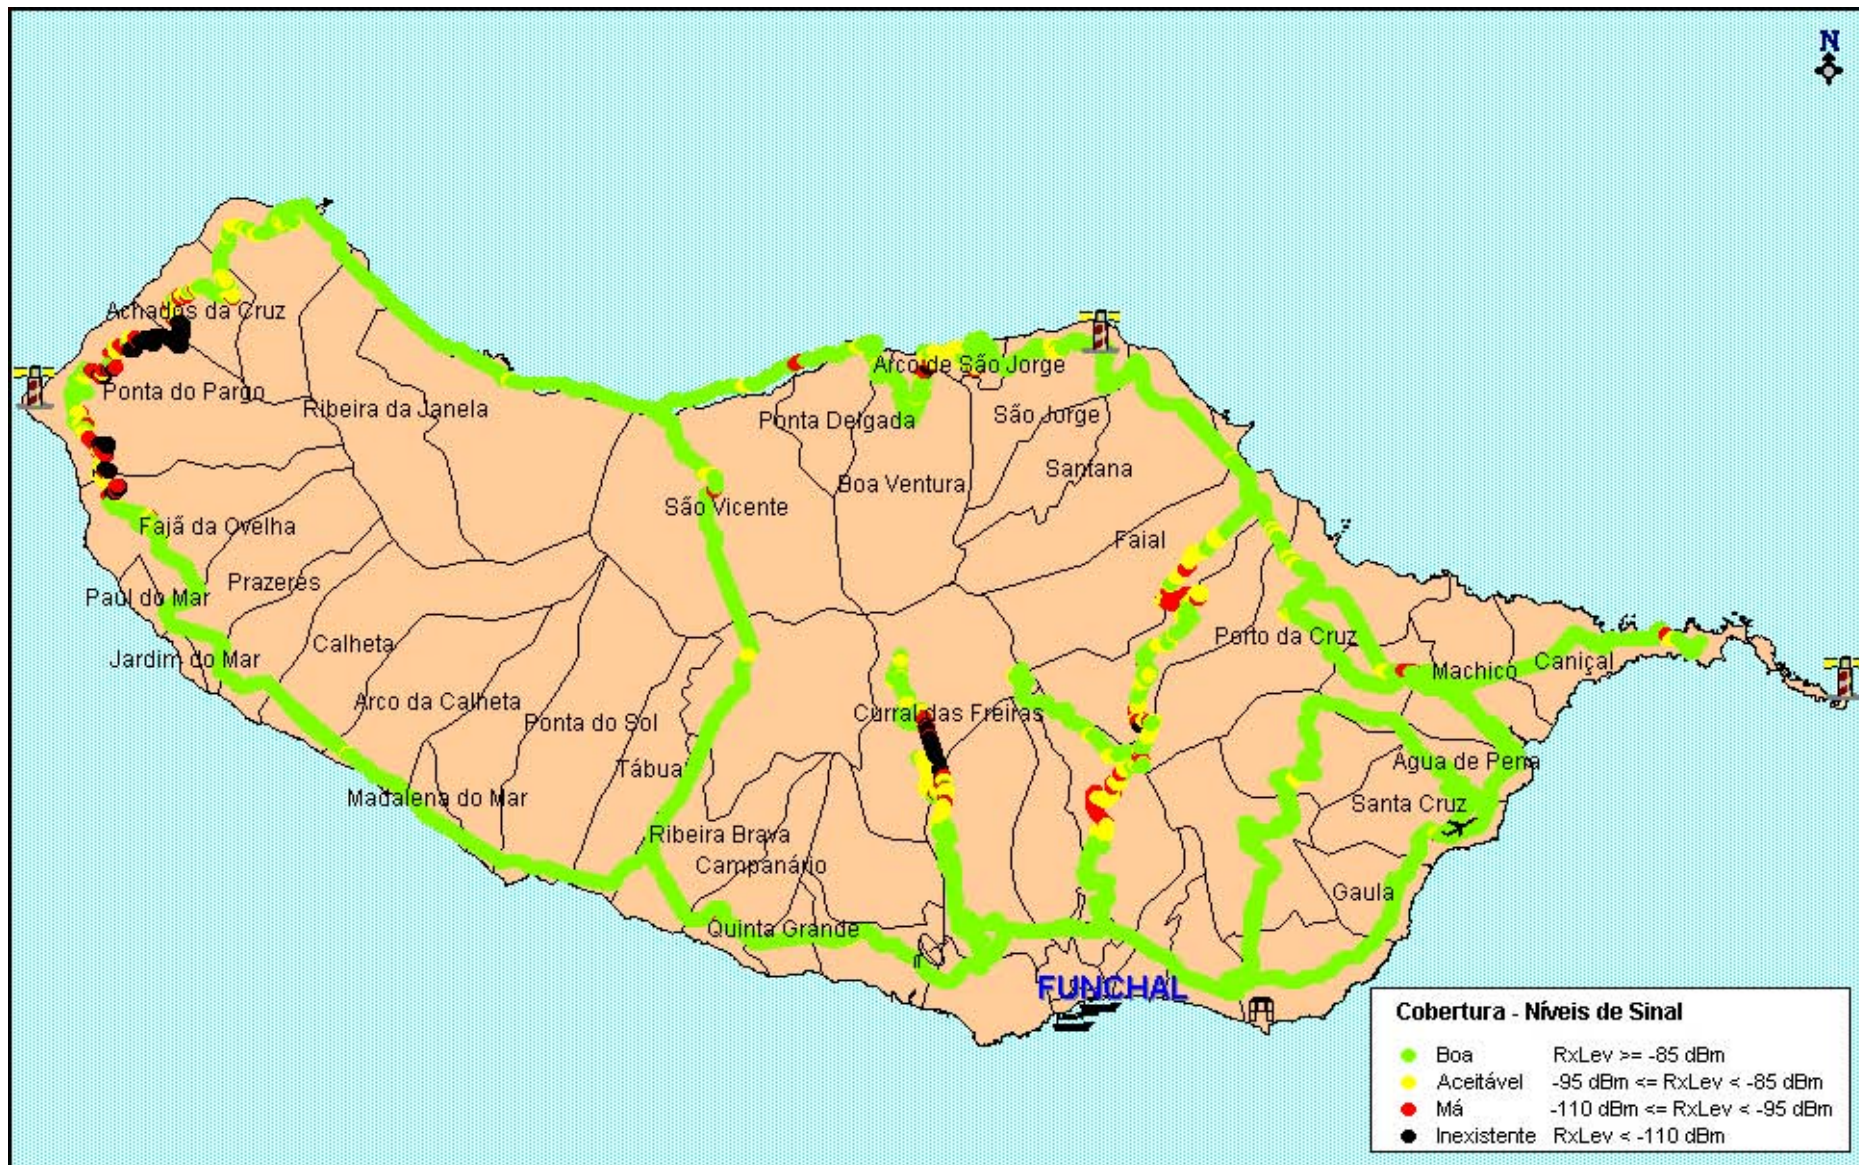 N
Achados da Cruz
Ponta do Pargo
Ribeira da Janela
Arco de São Jorge
Ponta Delgada
São Jorge
Santana
Boa Ventura
São Vicente
Fajã da Ovelha
Faial
Prazeres
Paul do Mar
Porto da Cruz
Calheta
Jardim do Mar
Machico
Caniçal
Arco da Calheta
Curral das Freiras
Ponta do Sol
Tábua
Água de Pena
Madalena do Mar
Santa Cruz
Ribeira Brava
Campanário
Gaula
Quinta Grande
FUNCHAL
Cobertura - Níveis de Sinal
Boa RxLev >= -85 dBm
Aceitável -95 dBm <= RxLev < -85 dBm
Má -110 dBm <= RxLev < -95 dBm
Inexistente RxLev < -110 dBm